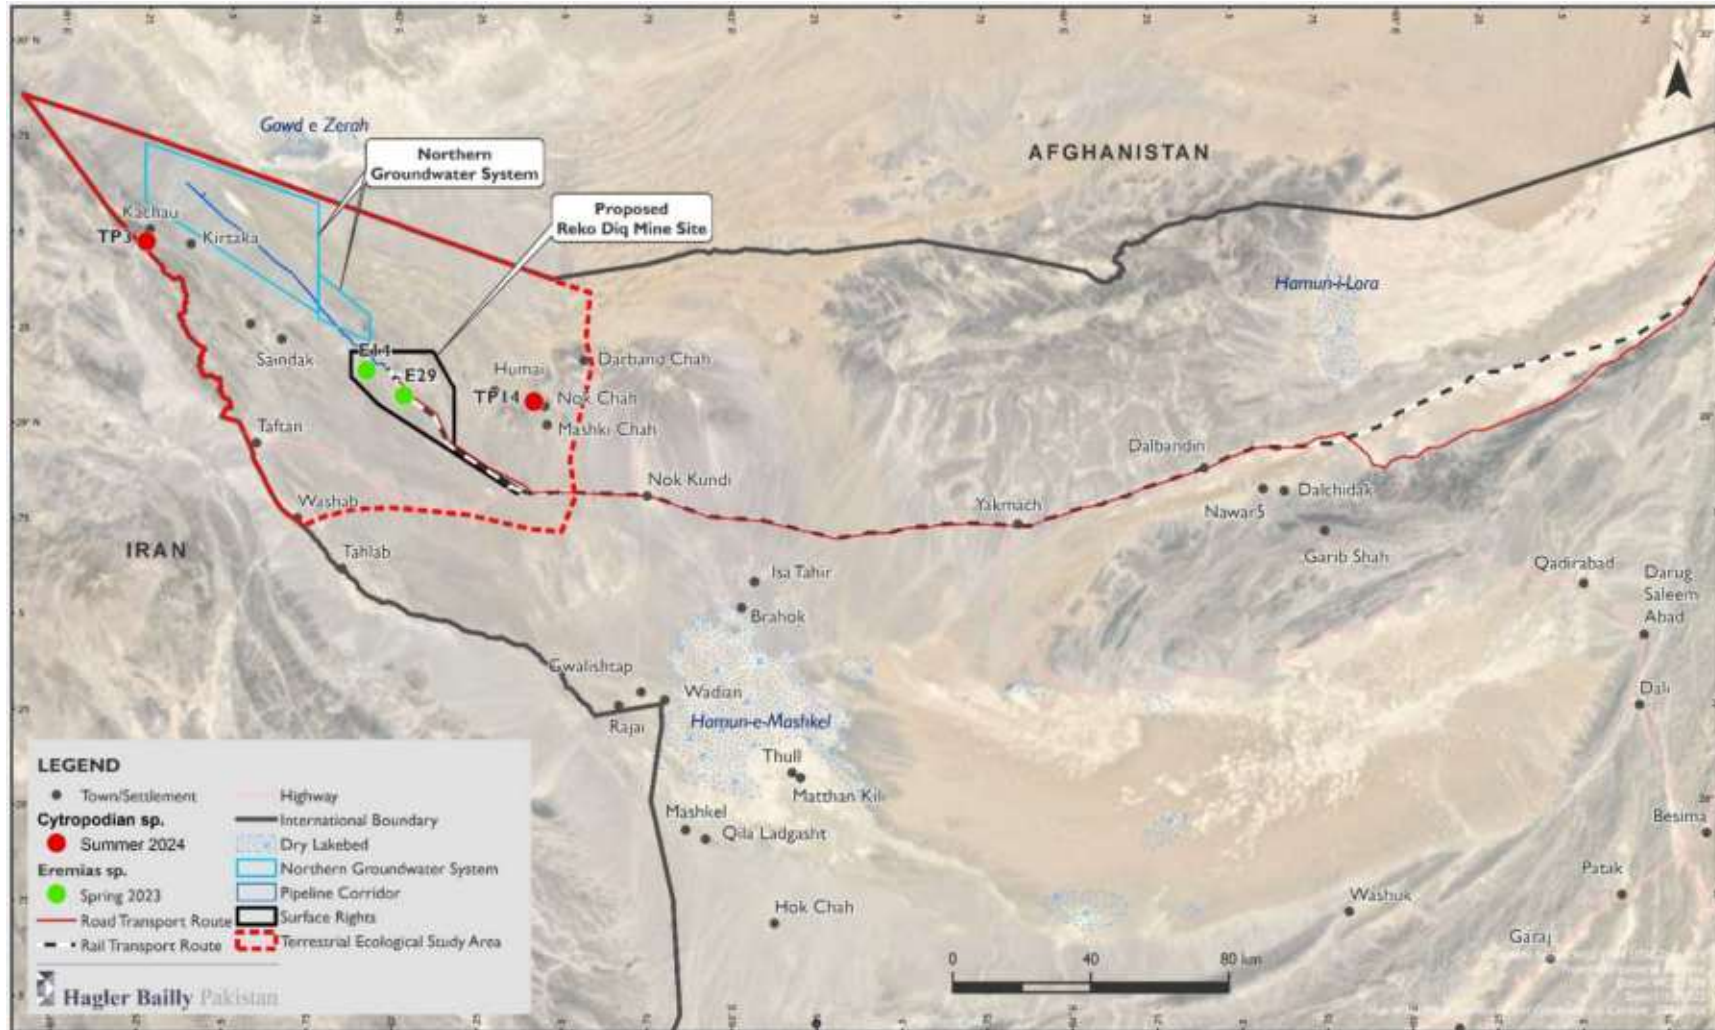 Gawd e Zerah
Northern
Groundwater System
AFGHANISTAN
Proposed
Reko Diq Mine Site
Kachau
TP3
Kirtaka
Hamun-i-Lora
Saindak
E14
E29
Humai
Darband Chah
TP14
Nok Chah
Mashki Chah
Taftan
Dalbandin
Nok Kundi
Washab
Yakmach
Dalchidak
NawarS
IRAN
Tahlab
Garib Shah
Isa Tahir
Qadirabad
Darug
Saleem
Abad
Brahok
Gwalishtap
Wadian
Dali
Rajai
Hamun-e-Mashkel
Thull
Matthan Kil
Mashkel
Qila Ladgasht
Besima
Patak
Washuk
Hok Chah
Garaj
0 40 80 km
LEGEND
Town/Settlement
Cytropodian sp.
Summer 2024
Eremias sp.
Spring 2023
Road Transport Route
Rail Transport Route
Highway
International Boundary
Dry Lakebed
Northern Groundwater System
Pipeline Corridor
Surface Rights
Terrestrial Ecological Study Area
Hagler Bailly Pakistan